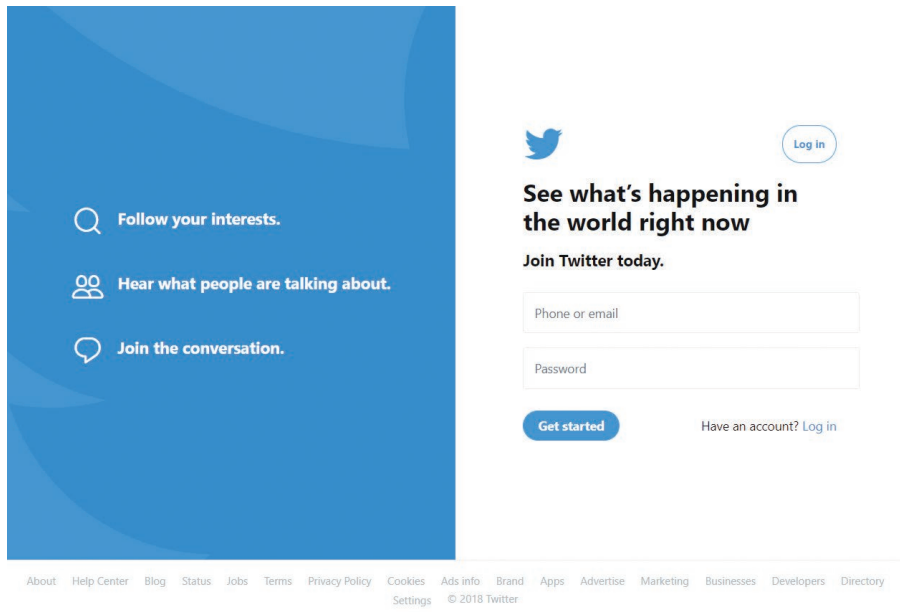 Follow your interests.
Hear what people are talking about.
Join the conversation.
Log in
See what's happening in
the world right now
Join Twitter today.
Phone or email
Password
Get started
Have an account? Log in
About Help Center Blog Status Jobs Terms Privacy Policy Cookies Ads info Brand Apps Advertise Marketing Businesses Developers Directory
Settings © 2018 Twitter